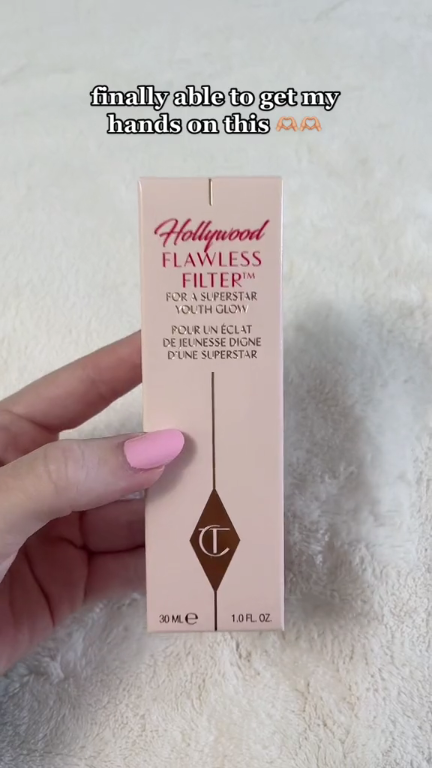 finally able to get my
hands on this 🫶🫶
Hollywood
FLAWLESS
FILTER™
FOR A SUPERSTAR
YOUTH GLOW
POUR UN ÉCLAT
DE JEUNESSE DIGNE
D'UNE SUPERSTAR
CT
30 ML e 1.0 FL. OZ.